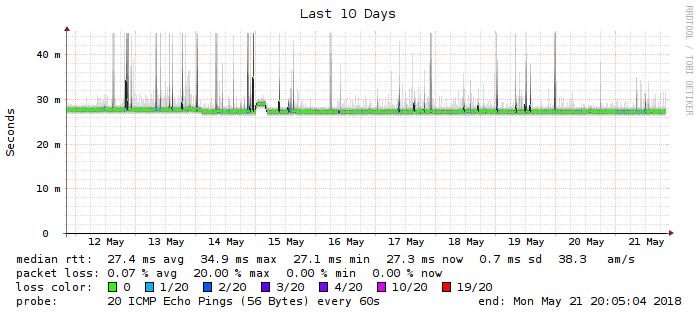 Last 10 Days
RRDTOOL / TOBI OETIKER
Seconds
40 m
30 m
20 m
10 m
0
12 May 13 May 14 May 15 May 16 May 17 May 18 May 19 May 20 May 21 May
median rtt: 27.4 ms avg 34.9 ms max 27.1 ms min 27.3 ms now 0.7 ms sd 38.3 am/s
packet loss: 0.07 % avg 20.00 % max 0.00 % min 0.00 % now
loss color: 0 1/20 2/20 3/20 4/20 10/20 19/20
probe: 20 ICMP Echo Pings (56 Bytes) every 60s end: Mon May 21 20:05:04 2018